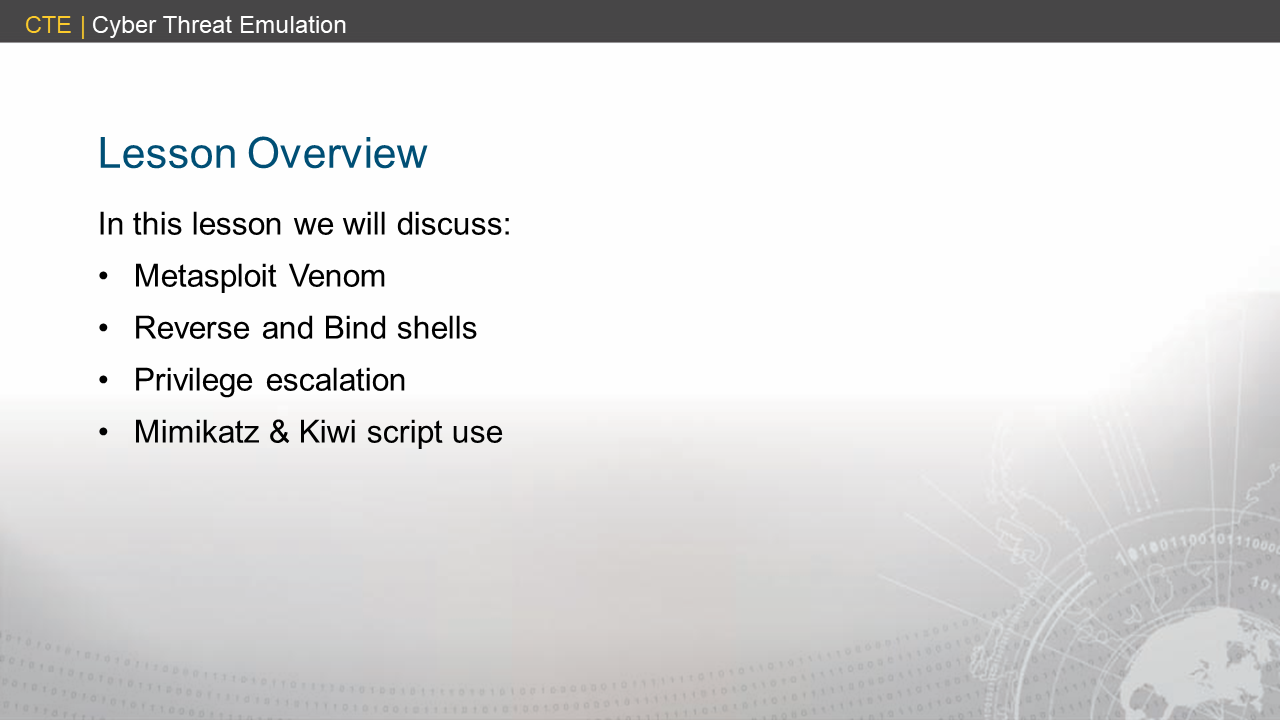 CTE | Cyber Threat Emulation
Lesson Overview
In this lesson we will discuss:
• Metasploit Venom
• Reverse and Bind shells
• Privilege escalation
• Mimikatz & Kiwi script use